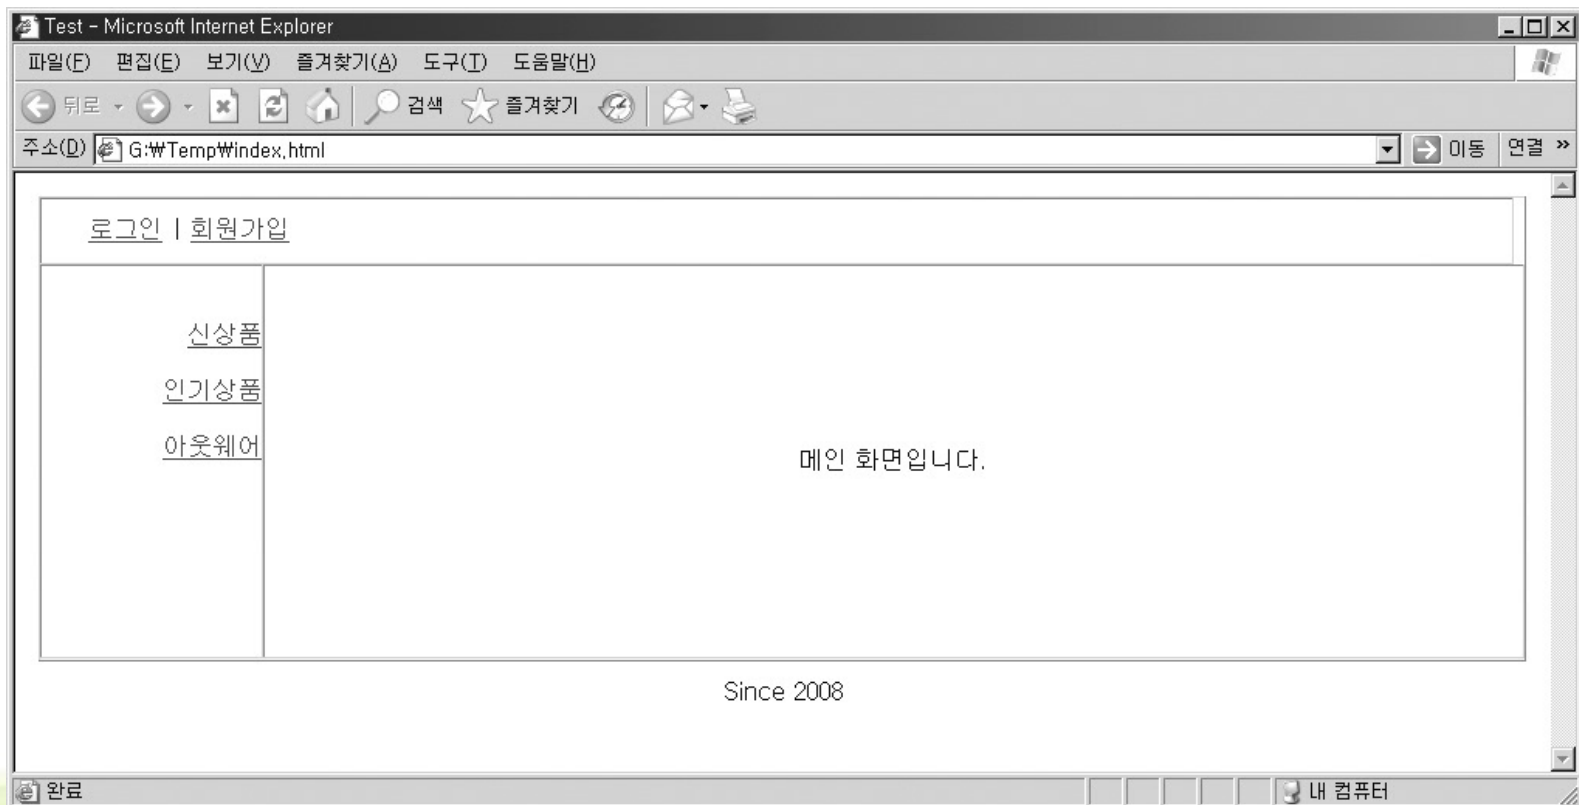 Test - Microsoft Internet Explorer
파일(F) 편집(E) 보기(V) 즐겨찾기(A) 도구(T) 도움말(H)
뒤로 검색 즐겨찾기
주소(D) G:₩Temp₩index.html 이동 연결 »
로그인 | 회원가입
신상품
인기상품
아웃웨어
메인 화면입니다.
Since 2008
완료 내 컴퓨터